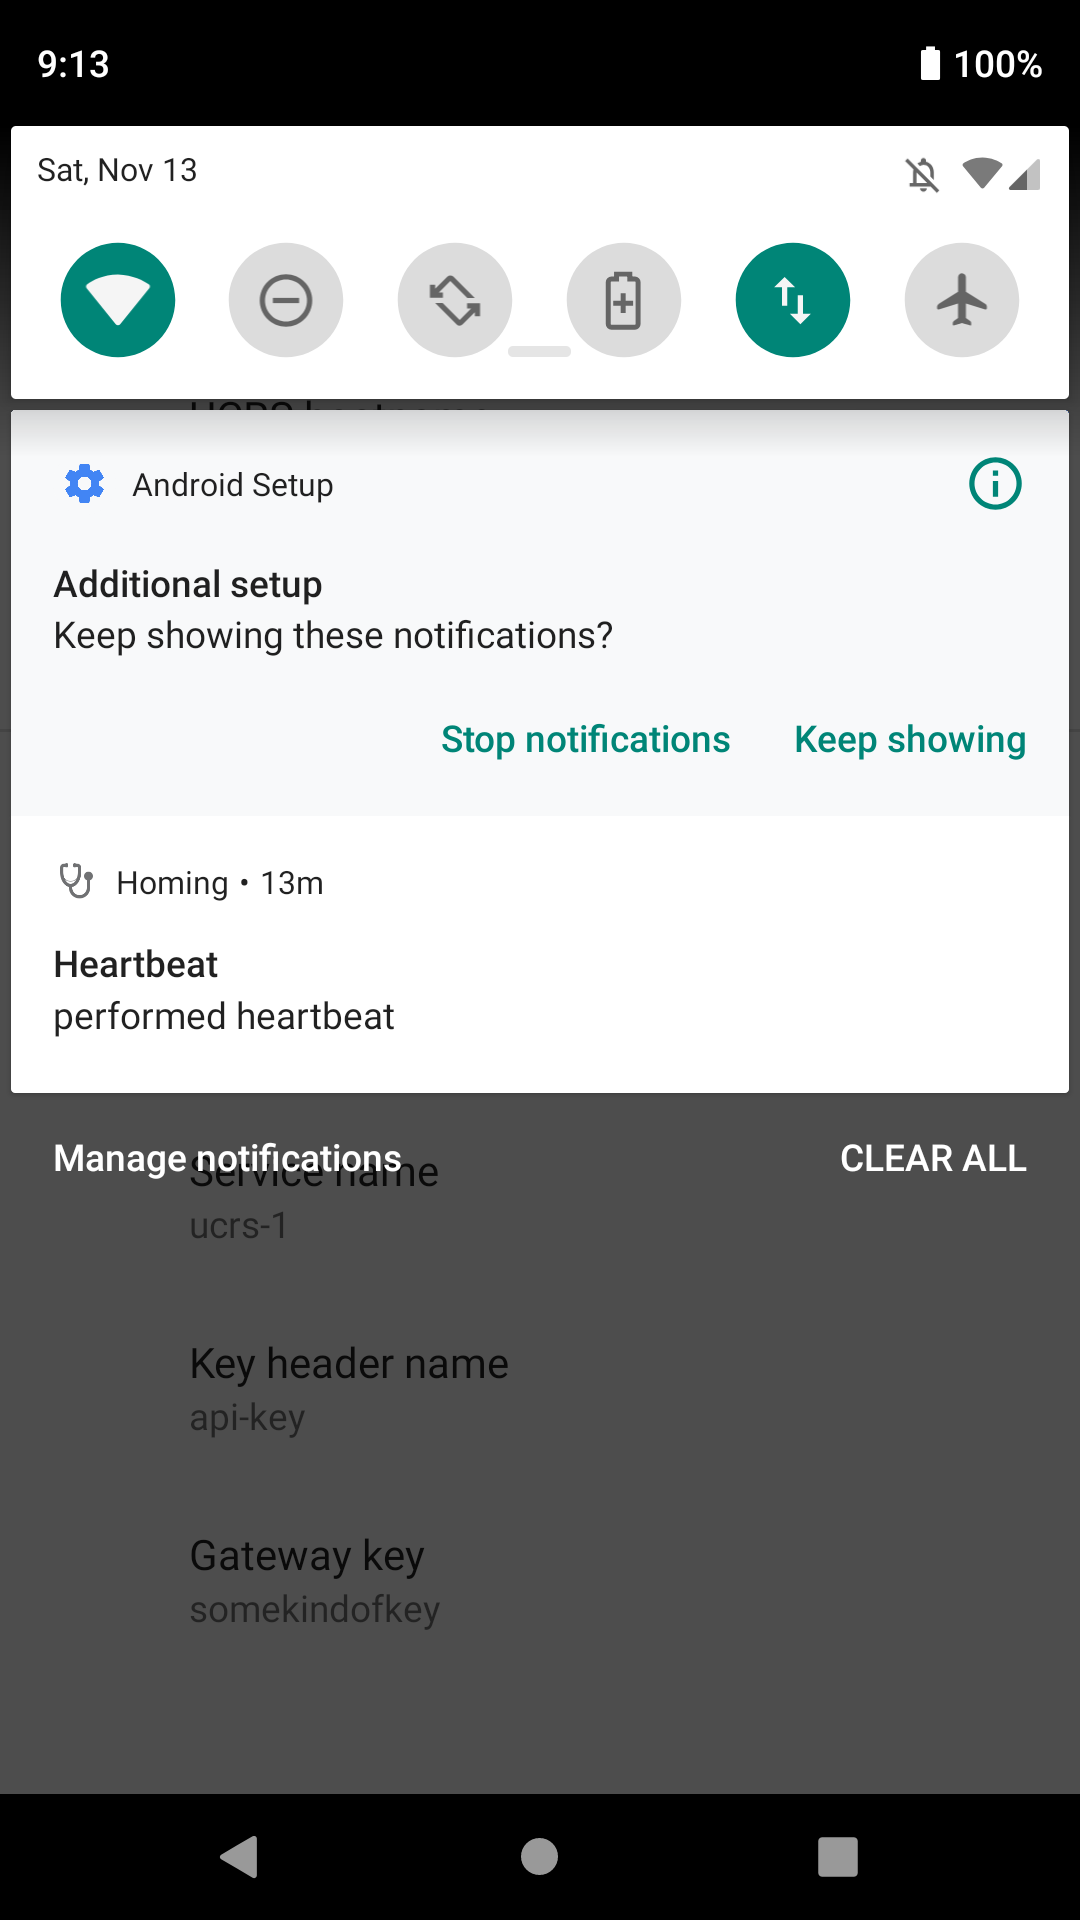 9:13
100%
Sat, Nov 13
Android Setup
Additional setup
Keep showing these notifications?
Stop notifications
Keep showing
Homing • 13m
Heartbeat
performed heartbeat
Manage notifications
CLEAR ALL
Service name
ucrs-1
Key header name
api-key
Gateway key
somekindofkey